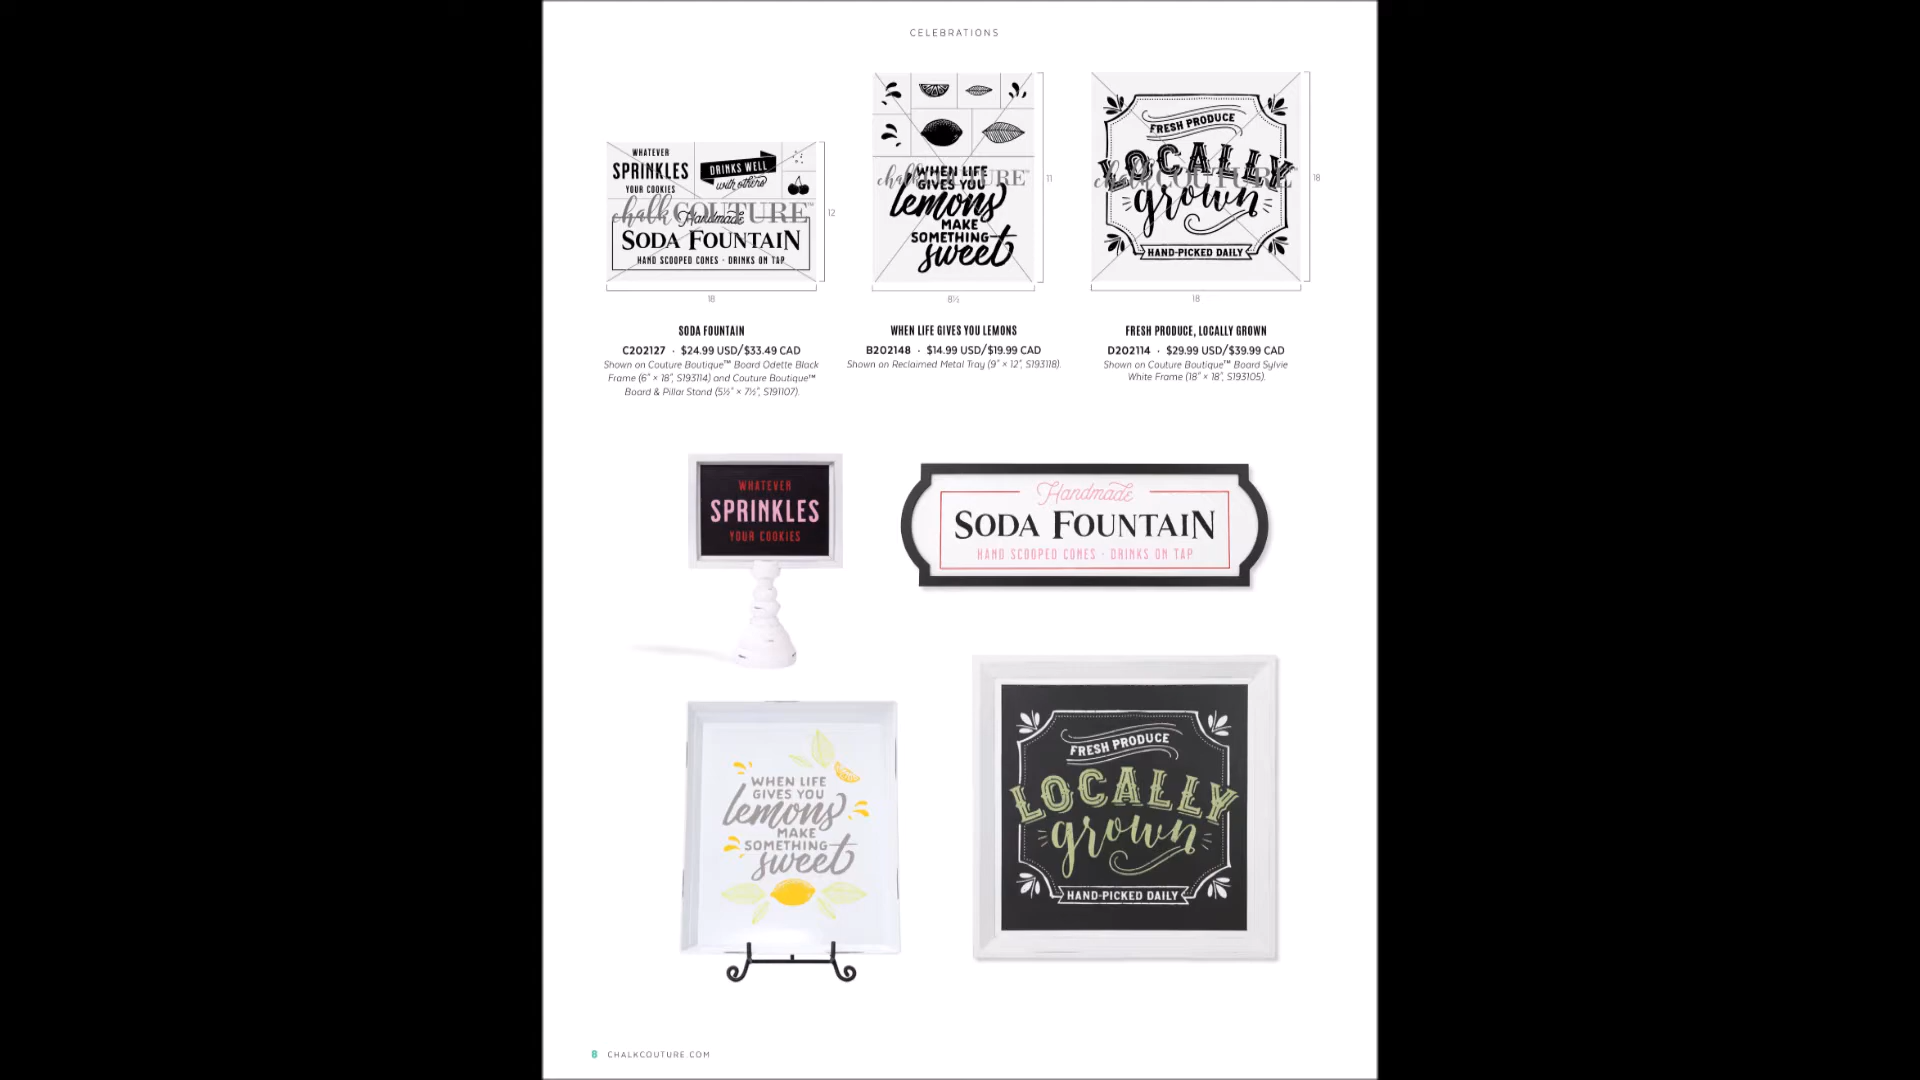 CELEBRATIONS
WHATEVER
SPRINKLES
YOUR COOKIES
DRINKS WELL
with others
chalkCOUTURE™
Handmade
SODA FOUNTAIN
HAND SCOOPED CONES · DRINKS ON TAP
12
18
WHEN LIFE
GIVES YOU
chalkCOUTURE™
lemons
MAKE
SOMETHING
sweet
11
8½
FRESH PRODUCE
LOCALLY
chalkCOUTURE™
grown
HAND-PICKED DAILY
18
18
SODA FOUNTAIN
C202127 · $24.99 USD/$33.49 CAD
Shown on Couture Boutique™ Board Odette Black
Frame (6" × 18", S193114) and Couture Boutique™
Board & Pillar Stand (5½" × 7½", S191107).
WHEN LIFE GIVES YOU LEMONS
B202148 · $14.99 USD/$19.99 CAD
Shown on Reclaimed Metal Tray (9" × 12", S193118).
FRESH PRODUCE, LOCALLY GROWN
D202114 · $29.99 USD/$39.99 CAD
Shown on Couture Boutique™ Board Sylvie
White Frame (18" × 18", S193105).
WHATEVER
SPRINKLES
YOUR COOKIES
Handmade
SODA FOUNTAIN
HAND SCOOPED CONES · DRINKS ON TAP
WHEN LIFE
GIVES YOU
lemons
MAKE
SOMETHING
sweet
FRESH PRODUCE
LOCALLY
grown
HAND-PICKED DAILY
8 CHALKCOUTURE.COM